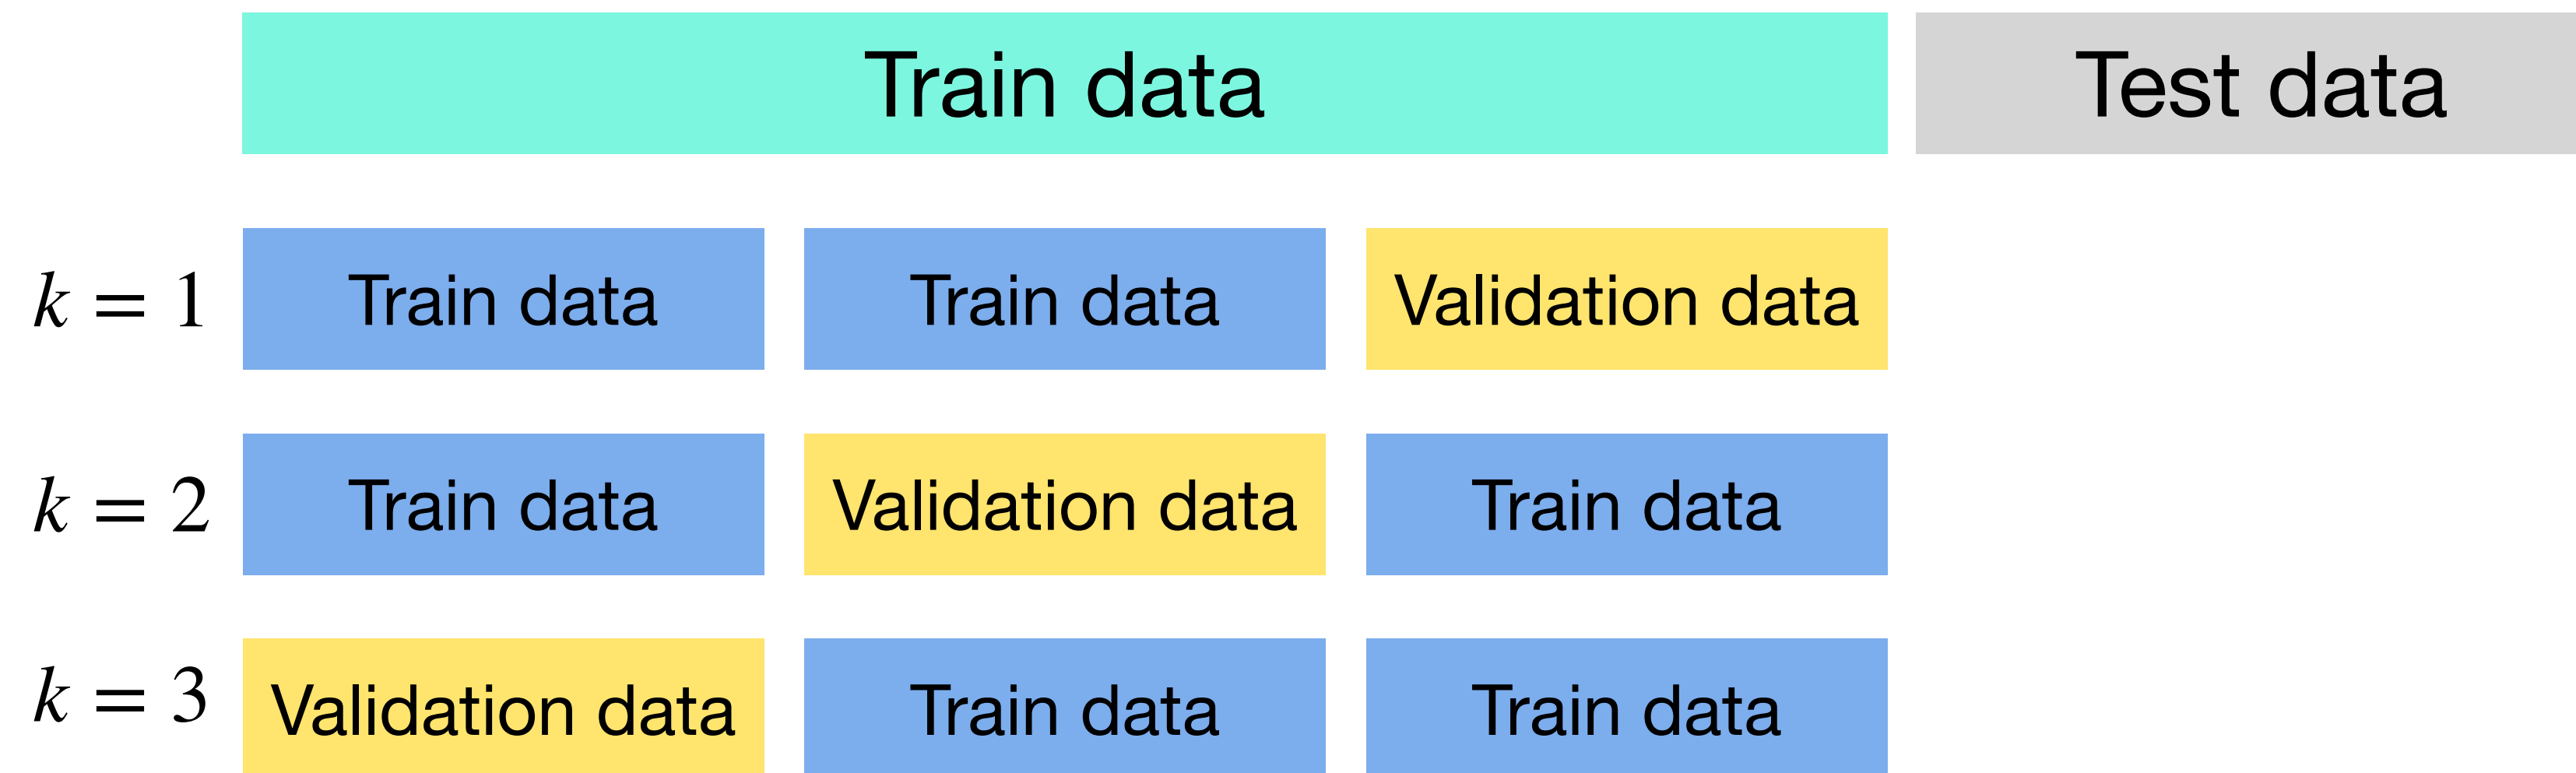 Train data Test data
k = 1 Train data Train data Validation data
k = 2 Train data Validation data Train data
k = 3 Validation data Train data Train data